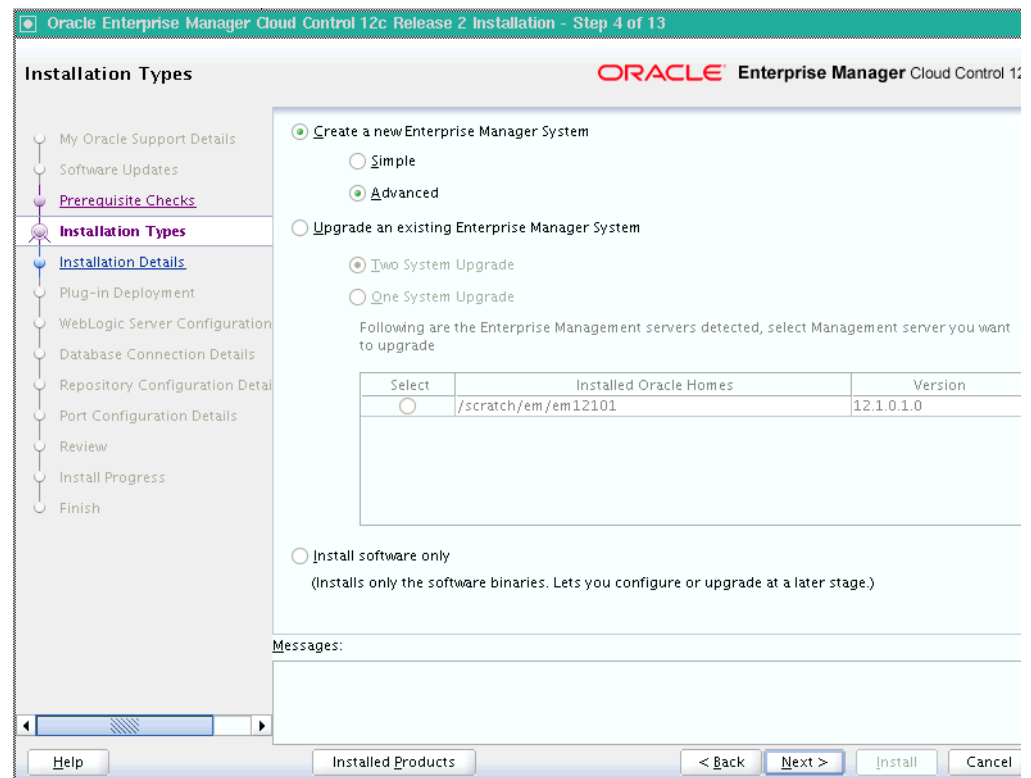 Oracle Enterprise Manager Cloud Control 12c Release 2 Installation - Step 4 of 13
Installation Types
ORACLE Enterprise Manager Cloud Control 12
My Oracle Support Details
Software Updates
Prerequisite Checks
Installation Types
Installation Details
Plug-in Deployment
WebLogic Server Configuration
Database Connection Details
Repository Configuration Detai
Port Configuration Details
Review
Install Progress
Finish
Create a new Enterprise Manager System
Simple
Advanced
Upgrade an existing Enterprise Manager System
Two System Upgrade
One System Upgrade
Following are the Enterprise Management servers detected, select Management server you want
to upgrade
Select Installed Oracle Homes Version
/scratch/em/em12101 12.1.0.1.0
Install software only
(Installs only the software binaries. Lets you configure or upgrade at a later stage.)
Messages:
Help Installed Products < Back Next > Install Cancel